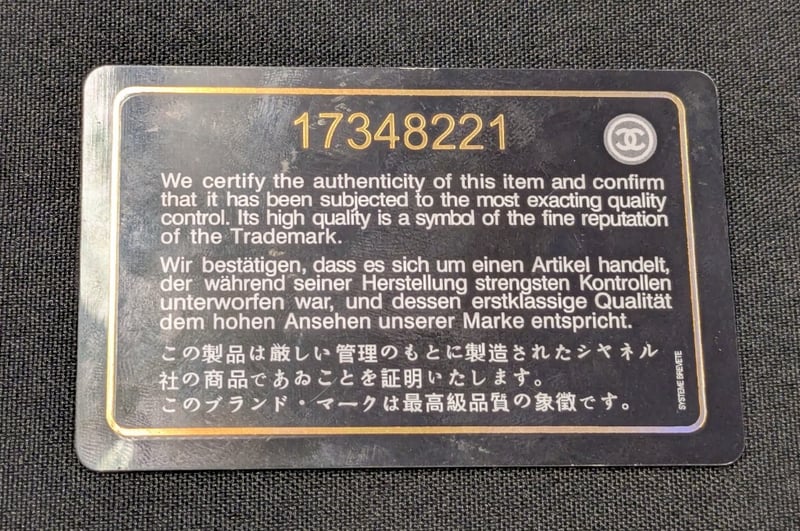 17348221
We certify the authenticity of this item and confirm
that it has been subjected to the most exacting quality
control. Its high quality is a symbol of the fine reputation
of the Trademark.
Wir bestätigen, dass es sich um einen Artikel handelt,
der während seiner Herstellung strengsten Kontrollen
unterworfen war, und dessen erstklassige Qualität
dem hohen Ansehen unserer Marke entspricht.
この製品は厳しい管理のもとに製造されたシヤネル
社の商品であゐことを証明いたします。
このブランド・マークは最高級品質の象徴です。
SYSTEME BREVETE